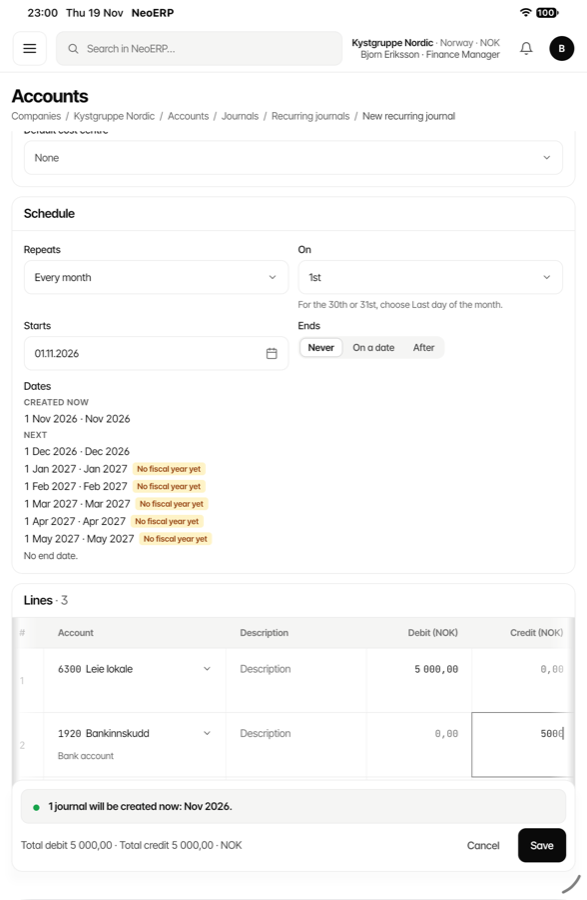 23:00 Thu 19 Nov NeoERP
100
Search in NeoERP...
Kystgruppe Nordic · Norway · NOK
Bjorn Eriksson · Finance Manager
B
Accounts
Companies / Kystgruppe Nordic / Accounts / Journals / Recurring journals / New recurring journal
Default cost centre
None
Schedule
Repeats
On
Every month
1st
For the 30th or 31st, choose Last day of the month.
Starts
Ends
01.11.2026
Never On a date After
Dates
CREATED NOW
1 Nov 2026 · Nov 2026
NEXT
1 Dec 2026 · Dec 2026
1 Jan 2027 · Jan 2027 No fiscal year yet
1 Feb 2027 · Feb 2027 No fiscal year yet
1 Mar 2027 · Mar 2027 No fiscal year yet
1 Apr 2027 · Apr 2027 No fiscal year yet
1 May 2027 · May 2027 No fiscal year yet
No end date.
Lines · 3
# Account Description Debit (NOK) Credit (NOK)
1 6300 Leie lokale Description 5 000,00 0,00
2 1920 Bankinnskudd Description 0,00 5000
Bank account
1 journal will be created now: Nov 2026.
Total debit 5 000,00 · Total credit 5 000,00 · NOK
Cancel
Save